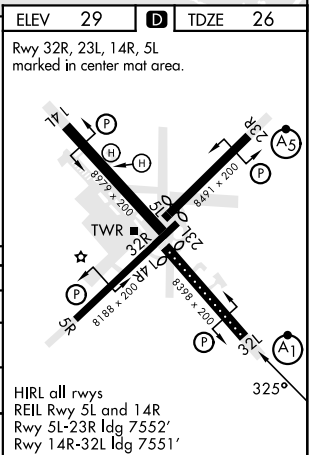 ELEV 29 D TDZE 26
Rwy 32R, 23L, 14R, 5L
marked in center mat area.
14L
P
23R
A5
H
H
8979 x 200
8491 x 200
P
5L
TWR
32R
23L
14R
P
8188 x 200
8398 x 200
5R
P
32L
A1
325°
HIRL all rwys
REIL Rwy 5L and 14R
Rwy 5L-23R ldg 7552'
Rwy 14R-32L ldg 7551'